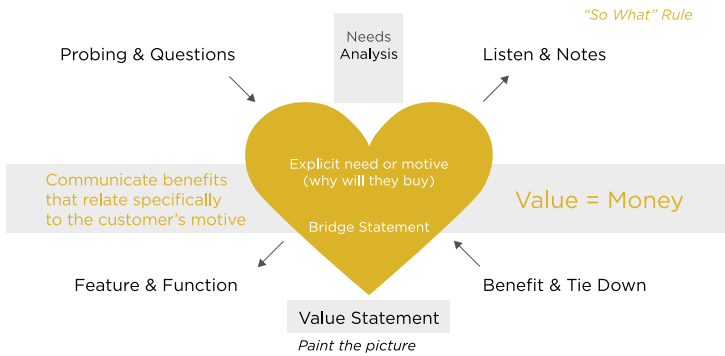 “So What” Rule
Needs
Analysis
Probing & Questions
Listen & Notes
Explicit need or motive
(why will they buy)
Communicate benefits
that relate specifically
to the customer’s motive
Value = Money
Bridge Statement
Feature & Function
Benefit & Tie Down
Value Statement
Paint the picture